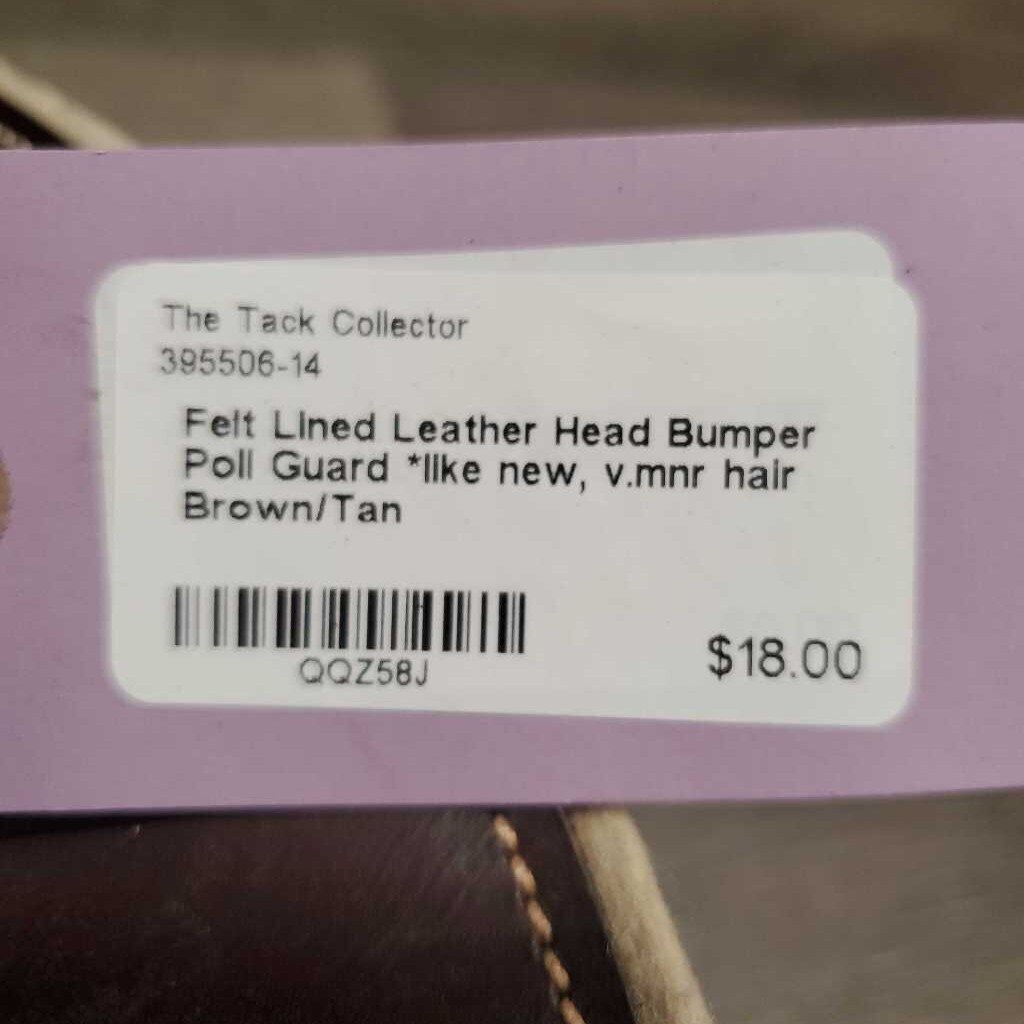 The Tack Collector
395506-14
Felt Lined Leather Head Bumper
Poll Guard *like new, v.mnr hair
Brown/Tan
QQZ58J
$18.00